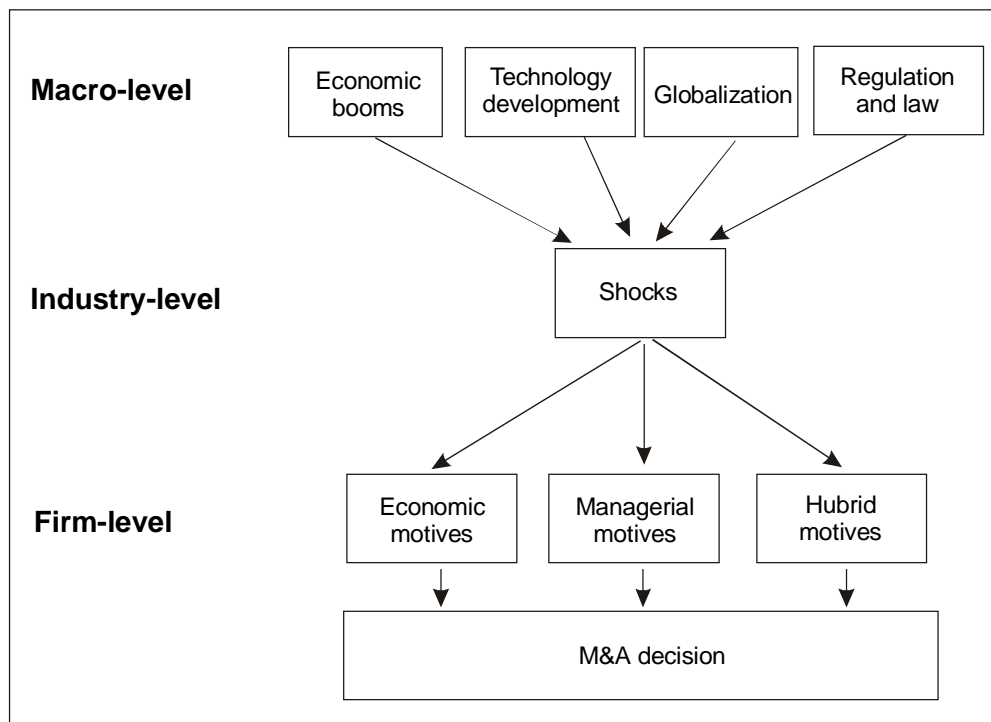 Macro-level
Economic
booms
Technology
development
Globalization
Regulation
and law
Industry-level
Shocks
Firm-level
Economic
motives
Managerial
motives
Hubrid
motives
M&A decision